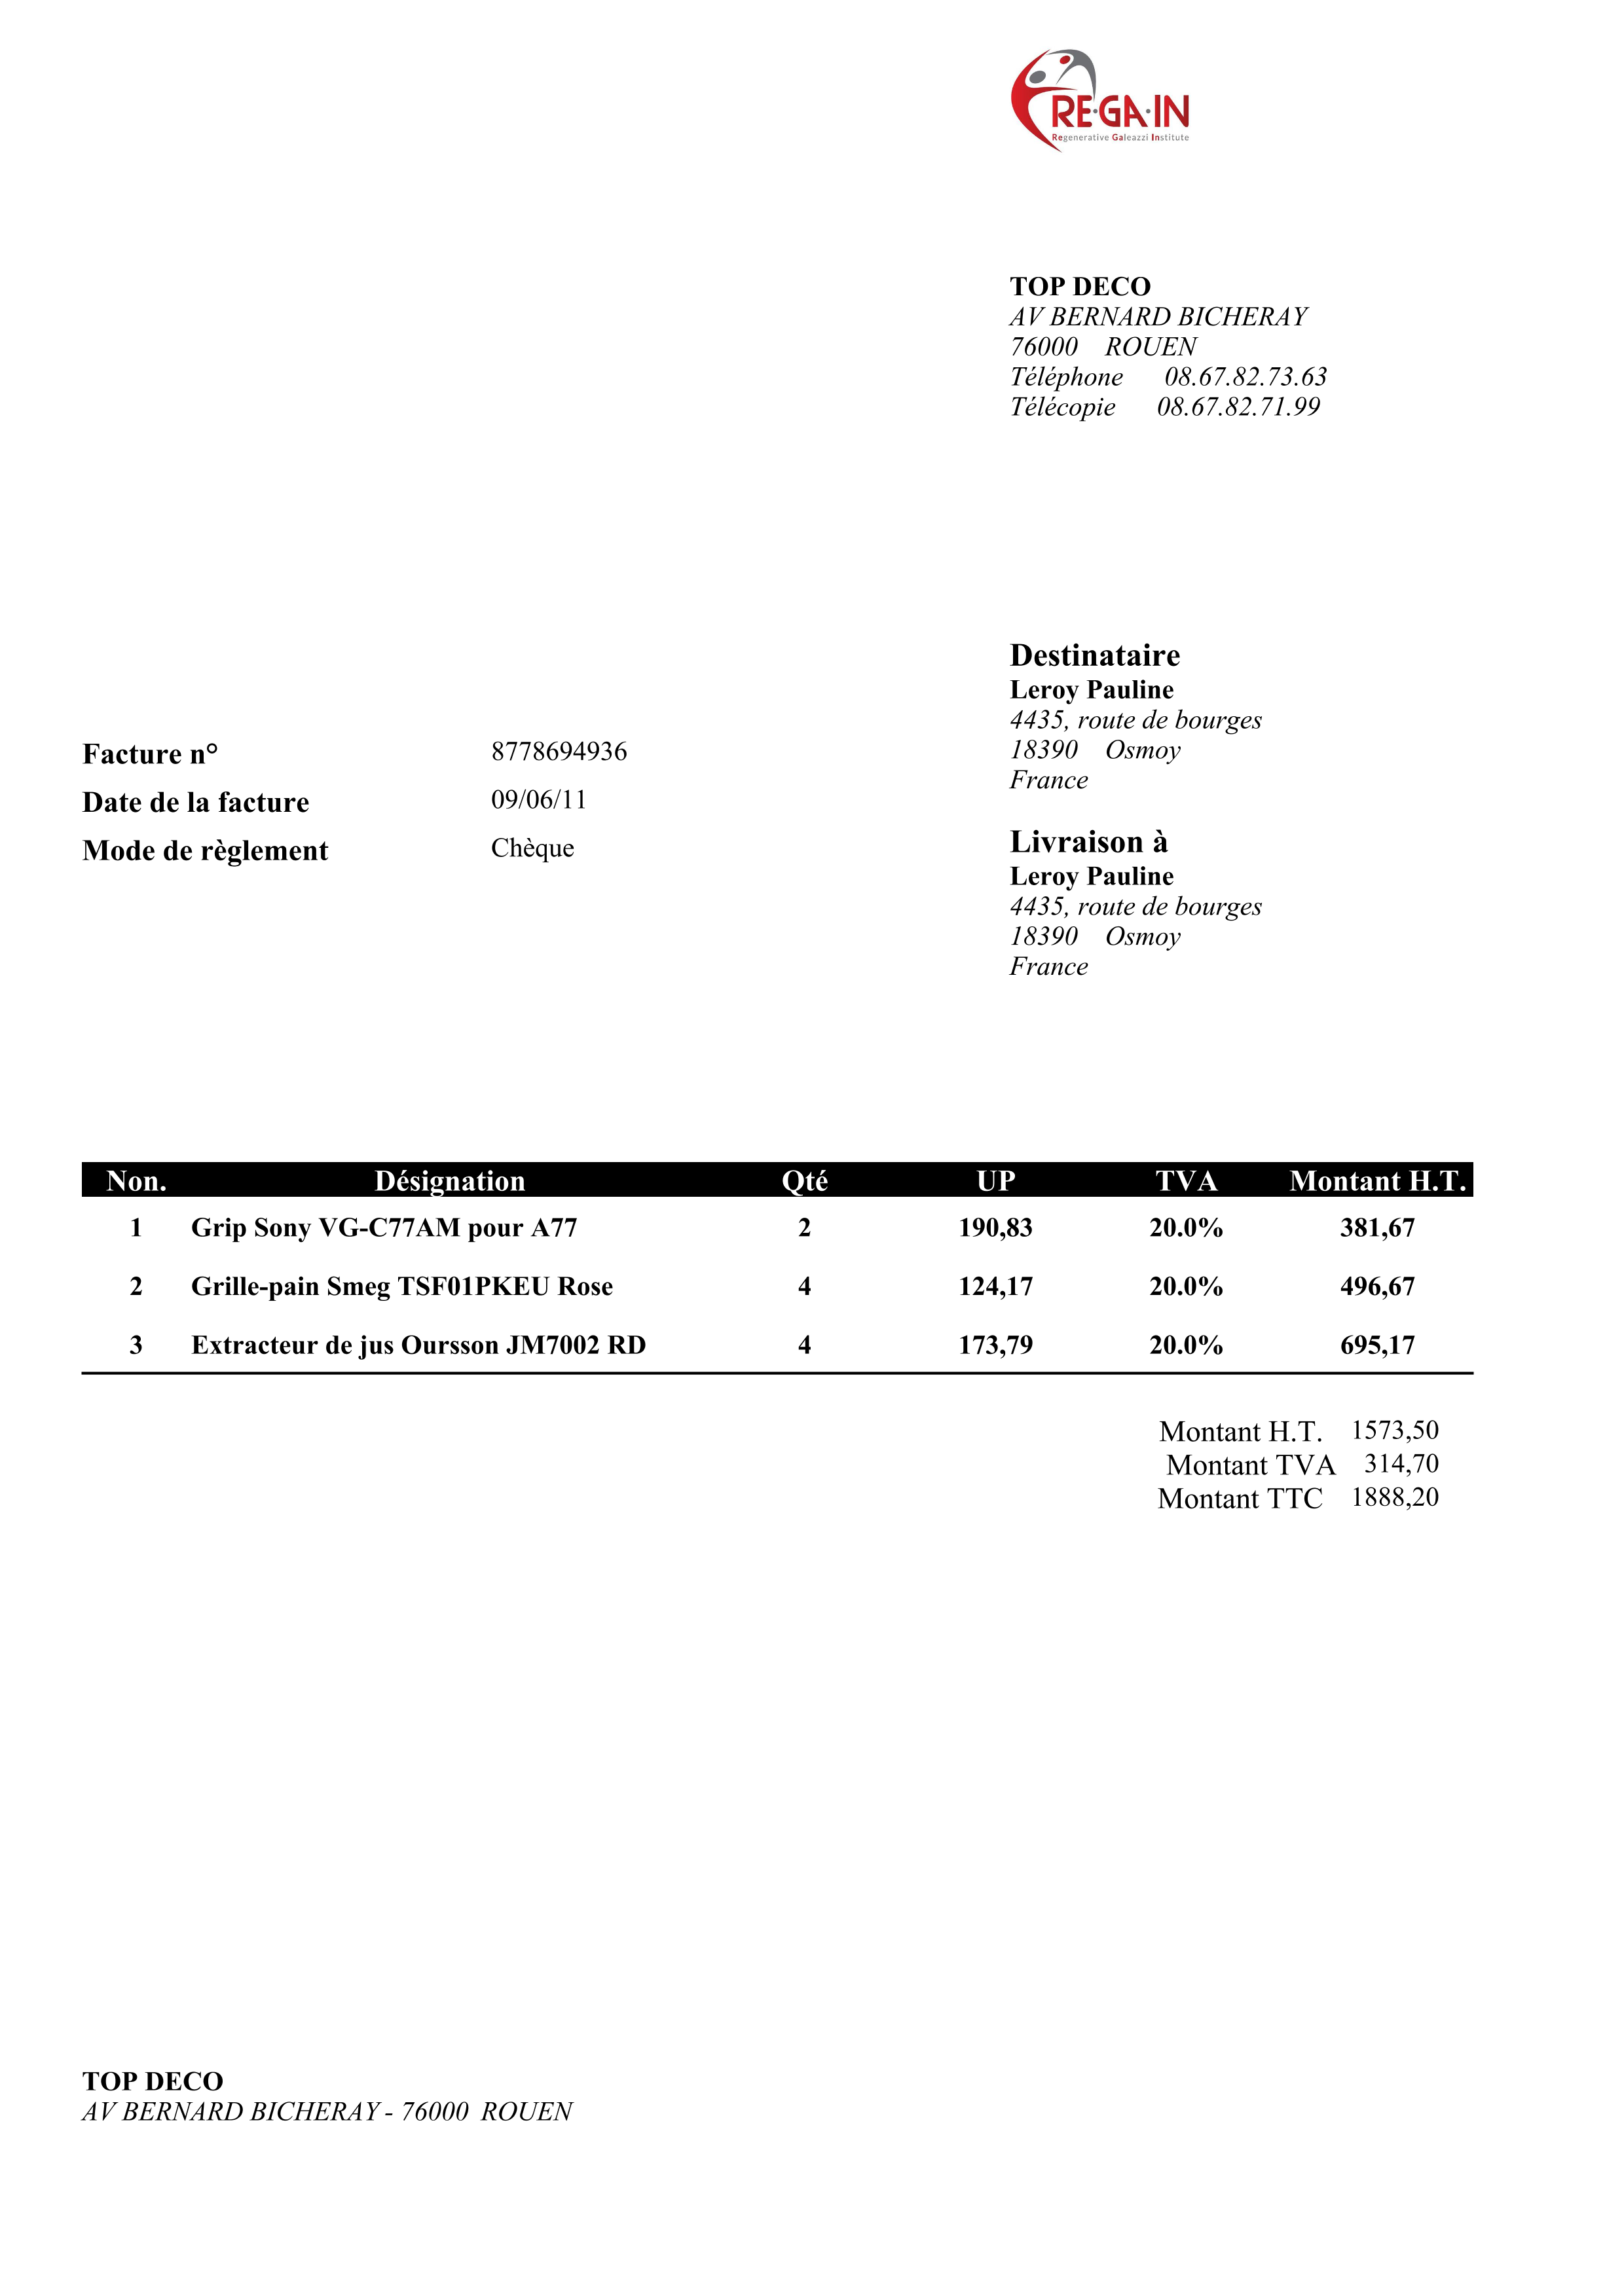 RE·GA·IN
Regenerative Galeazzi Institute
TOP DECO
AV BERNARD BICHERAY
76000 ROUEN
Téléphone 08.67.82.73.63
Télécopie 08.67.82.71.99
Destinataire
Leroy Pauline
4435, route de bourges
18390 Osmoy
France
Facture n° 8778694936
Date de la facture 09/06/11
Mode de règlement Chèque
Livraison à
Leroy Pauline
4435, route de bourges
18390 Osmoy
France
Non. Désignation Qté UP TVA Montant H.T.
1 Grip Sony VG-C77AM pour A77 2 190,83 20.0% 381,67
2 Grille-pain Smeg TSF01PKEU Rose 4 124,17 20.0% 496,67
3 Extracteur de jus Oursson JM7002 RD 4 173,79 20.0% 695,17
Montant H.T. 1573,50
Montant TVA 314,70
Montant TTC 1888,20
TOP DECO
AV BERNARD BICHERAY - 76000 ROUEN